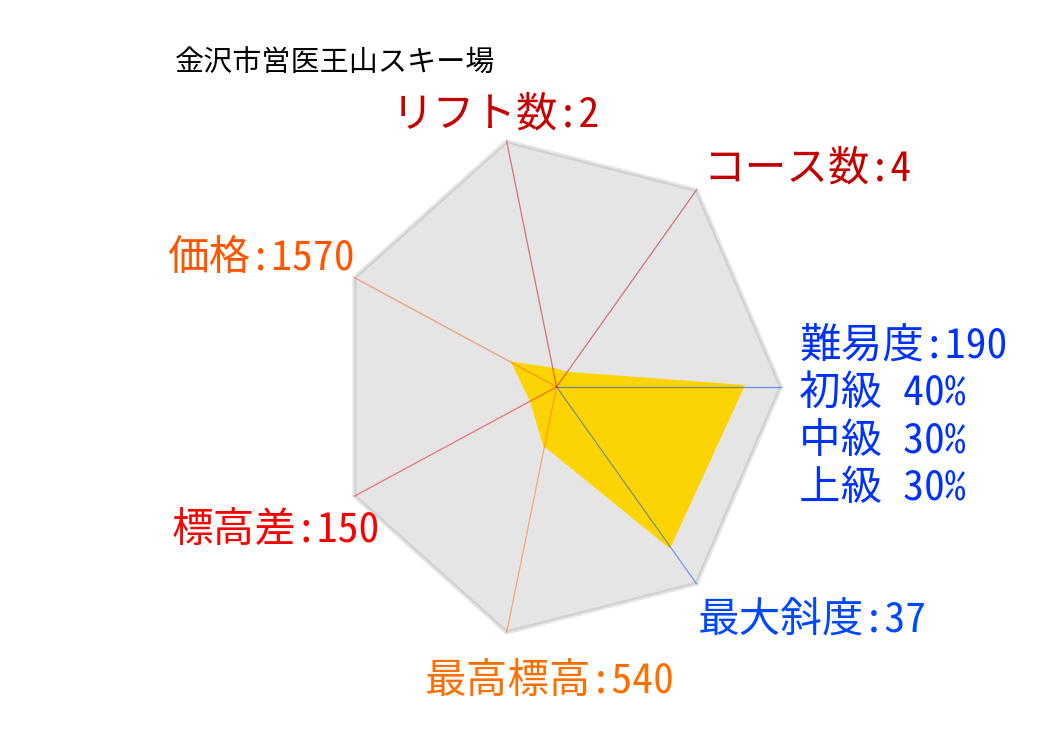 金沢市営医王山スキー場
リフト数:2
コース数:4
価格:1570
難易度:190
初級 40%
中級 30%
上級 30%
標高差:150
最大斜度:37
最高標高:540